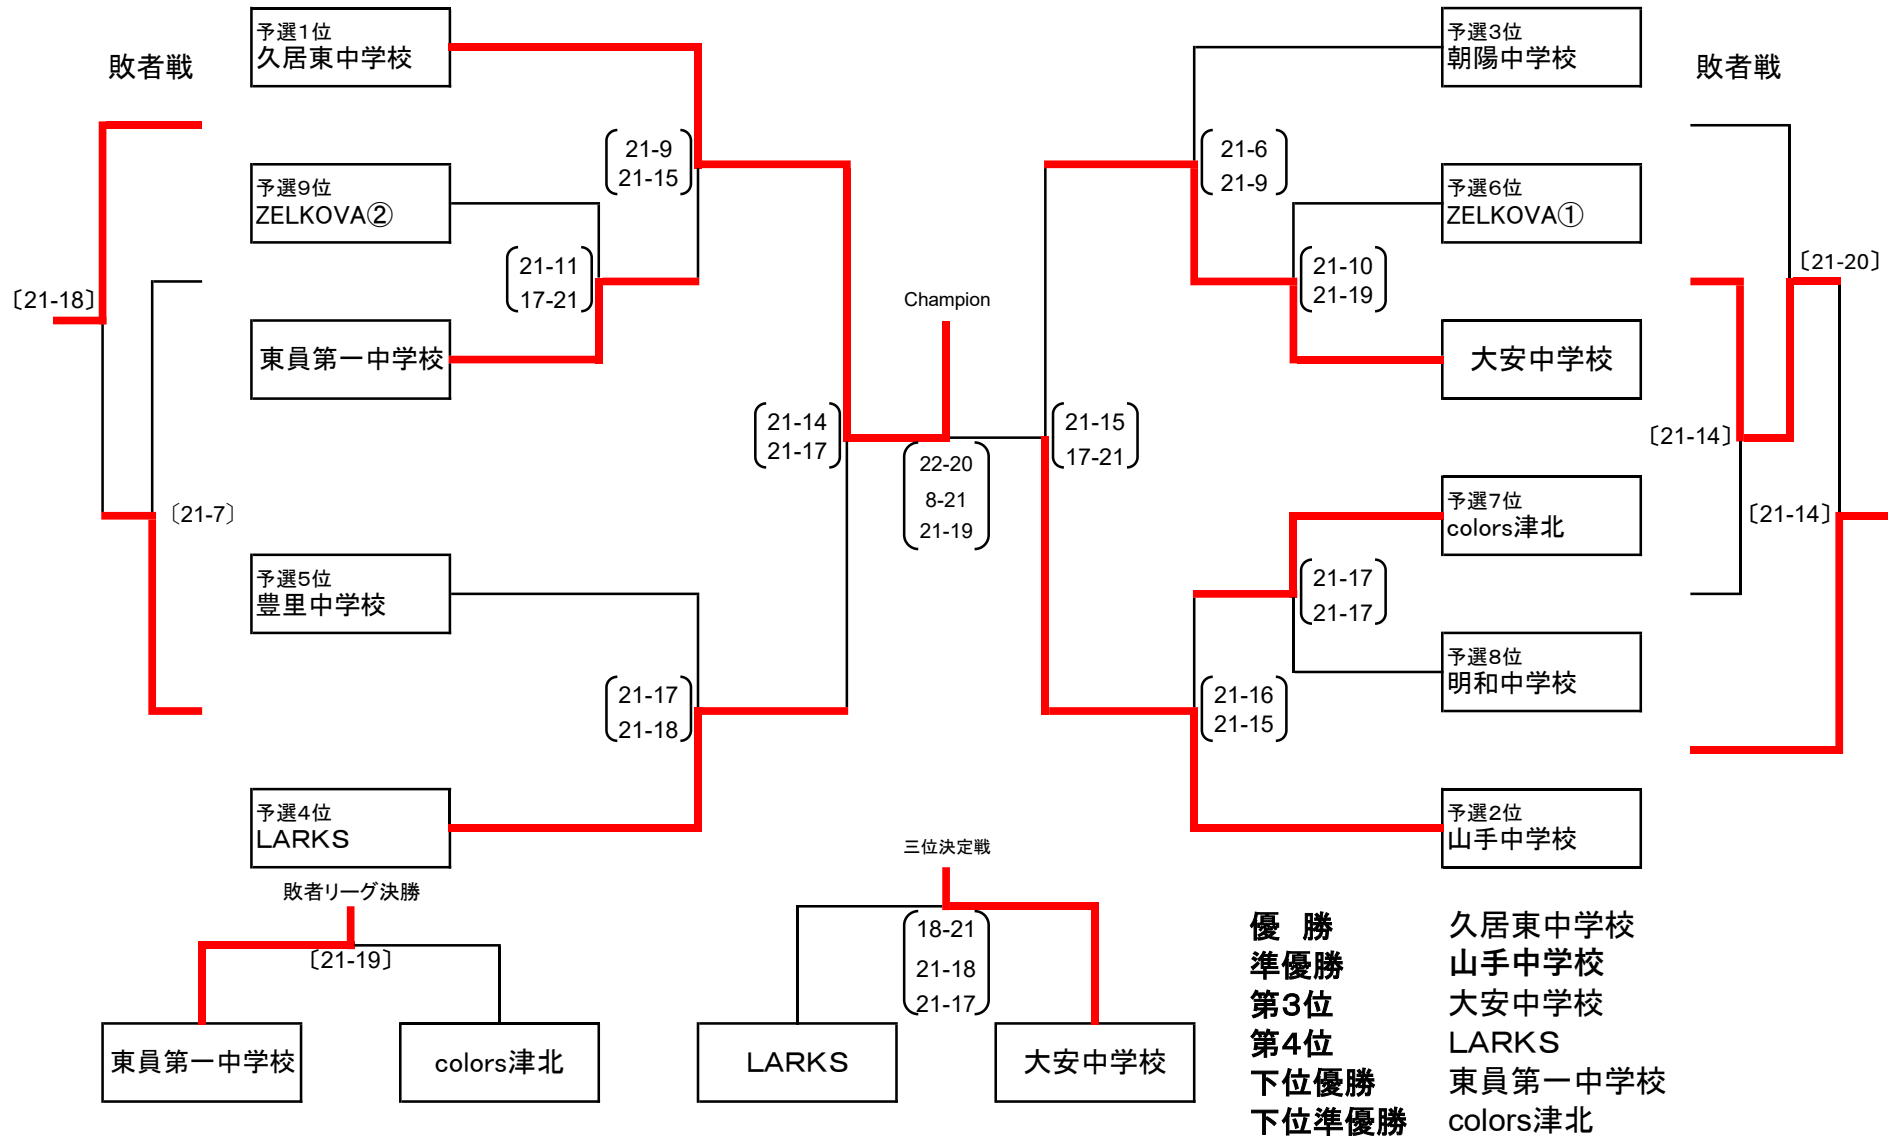 敗者戦
予選1位
久居東中学校
21-9
21-15
予選9位
ZELKOVA②
21-11
17-21
〔21-18〕
東員第一中学校
21-14
21-17
〔21-7〕
予選5位
豊里中学校
21-17
21-18
予選4位
LARKS
Champion
22-20
8-21
21-19
予選3位
朝陽中学校
敗者戦
21-6
21-9
予選6位
ZELKOVA①
21-10
21-19
〔21-20〕
大安中学校
21-15
17-21
〔21-14〕
予選7位
colors津北
〔21-14〕
21-17
21-17
予選8位
明和中学校
21-16
21-15
予選2位
山手中学校
敗者リーグ決勝
〔21-19〕
東員第一中学校
colors津北
三位決定戦
18-21
21-18
21-17
LARKS
大安中学校
優 勝 久居東中学校
準優勝 山手中学校
第3位 大安中学校
第4位 LARKS
下位優勝 東員第一中学校
下位準優勝 colors津北